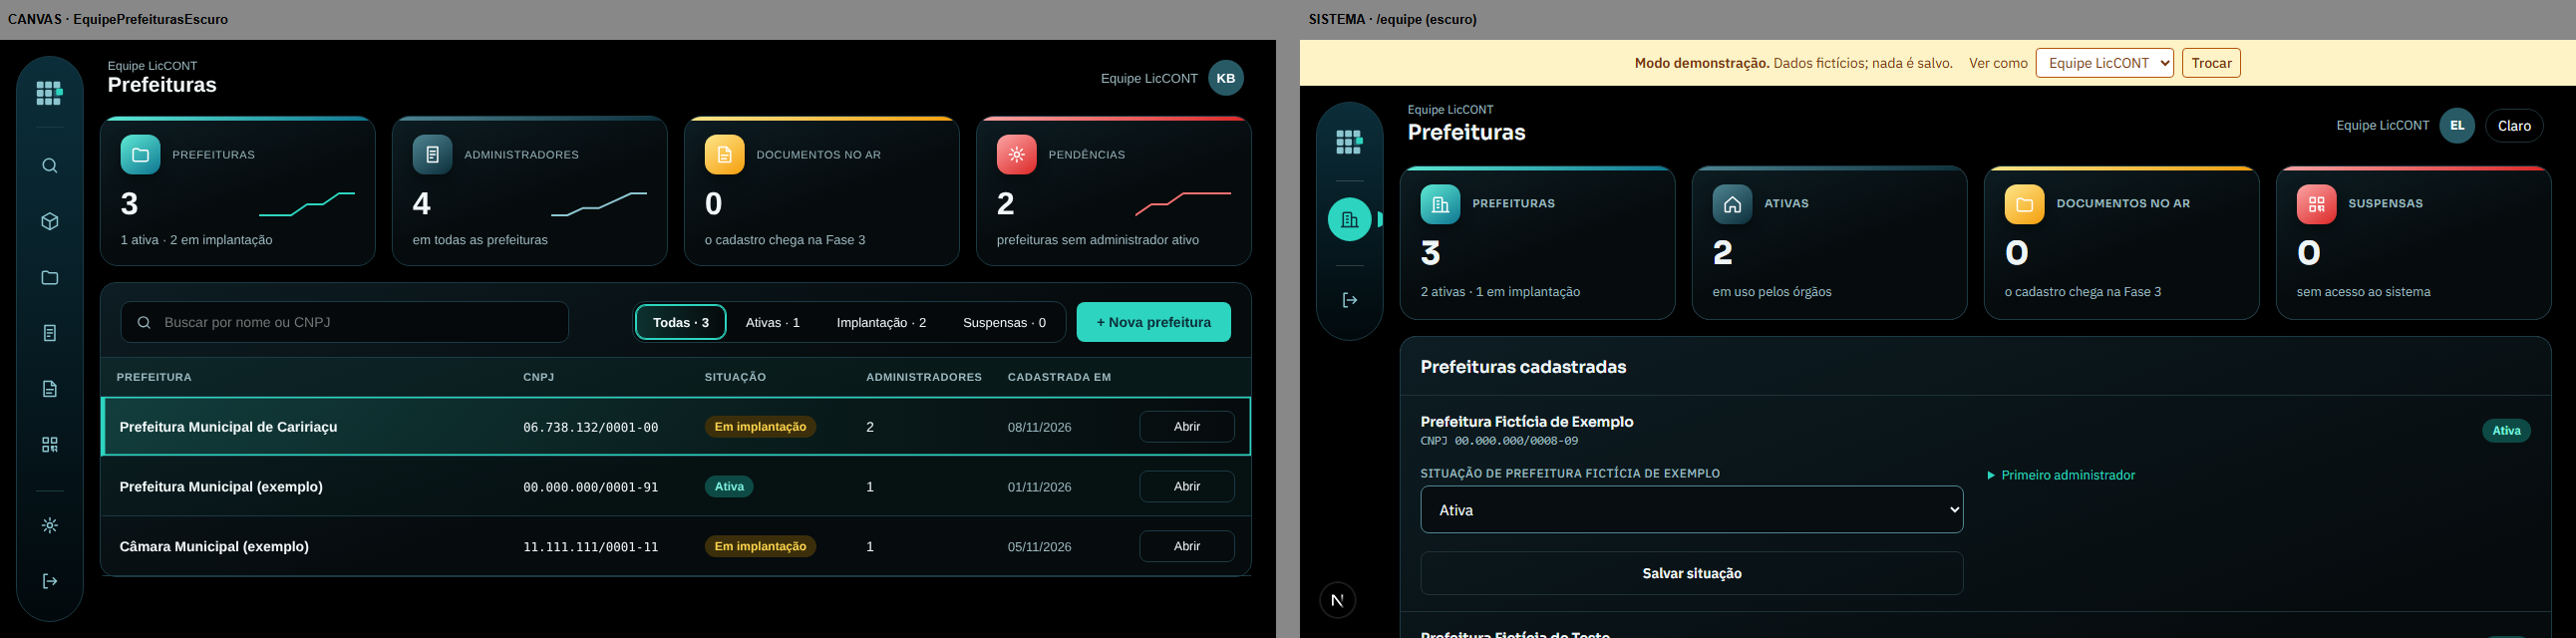 CANVAS · EquipePrefeiturasEscuro
Equipe LicCONT
Prefeituras
Equipe LicCONT KB
PREFEITURAS
3
1 ativa · 2 em implantação
ADMINISTRADORES
4
em todas as prefeituras
DOCUMENTOS NO AR
0
o cadastro chega na Fase 3
PENDÊNCIAS
2
prefeituras sem administrador ativo
Buscar por nome ou CNPJ
Todas · 3 Ativas · 1 Implantação · 2 Suspensas · 0
+ Nova prefeitura
PREFEITURA CNPJ SITUAÇÃO ADMINISTRADORES CADASTRADA EM
Prefeitura Municipal de Caririaçu 06.738.132/0001-00 Em implantação 2 08/11/2026 Abrir
Prefeitura Municipal (exemplo) 00.000.000/0001-91 Ativa 1 01/11/2026 Abrir
Câmara Municipal (exemplo) 11.111.111/0001-11 Em implantação 1 05/11/2026 Abrir
SISTEMA · /equipe (escuro)
Modo demonstração. Dados fictícios; nada é salvo. Ver como Equipe LicCONT Trocar
Equipe LicCONT
Prefeituras
Equipe LicCONT EL Claro
PREFEITURAS
3
2 ativas · 1 em implantação
ATIVAS
2
em uso pelos órgãos
DOCUMENTOS NO AR
0
o cadastro chega na Fase 3
SUSPENSAS
0
sem acesso ao sistema
Prefeituras cadastradas
Prefeitura Fictícia de Exemplo
CNPJ 00.000.000/0008-09
Ativa
SITUAÇÃO DE PREFEITURA FICTÍCIA DE EXEMPLO
Ativa
Primeiro administrador
Salvar situação
N
Prefeitura Fictícia de Teste